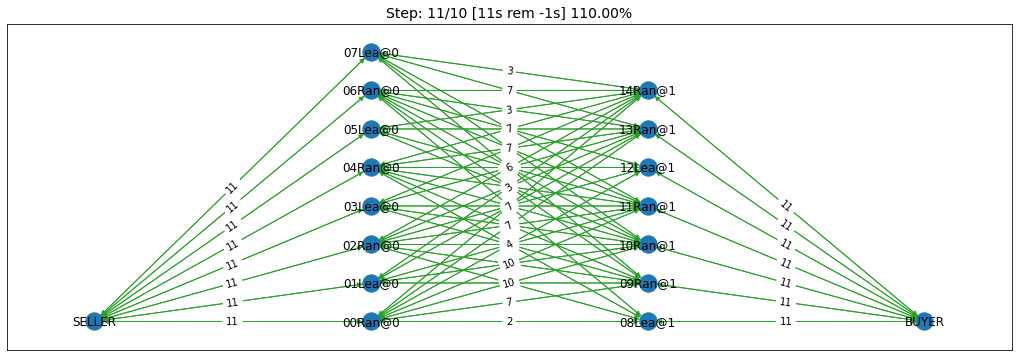 Step: 11/10 [11s rem -1s] 110.00%
07Lea@0
3
06Ran@0
7
14Ran@1
3
05Lea@0
7
13Ran@1
7
04Ran@0
6
12Lea@1
11
3
11
03Lea@0
7
11Ran@1
11
11
7
11
11
02Ran@0
4
10Ran@1
11
11
10
11
01Lea@0
10
09Ran@1
11
11
7
11
SELLER
11
00Ran@0
2
08Lea@1
11
BUYER